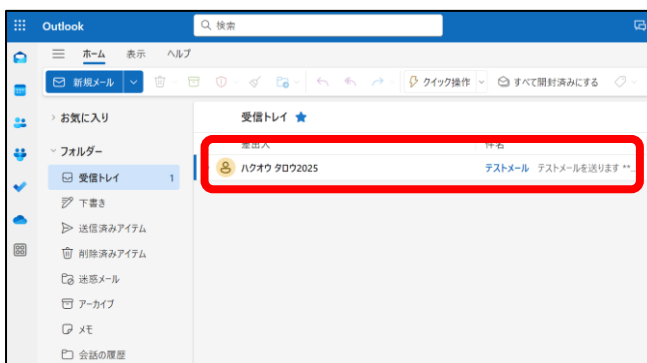 Outlook
検索
ホーム 表示 ヘルプ
新規メール クイック操作 すべて開封済みにする
お気に入り
受信トレイ
フォルダー
差出人 件名
受信トレイ 1
ハクオウ タロウ2025 テストメール テストメールを送ります **...
下書き
送信済みアイテム
削除済みアイテム
迷惑メール
アーカイブ
メモ
会話の履歴